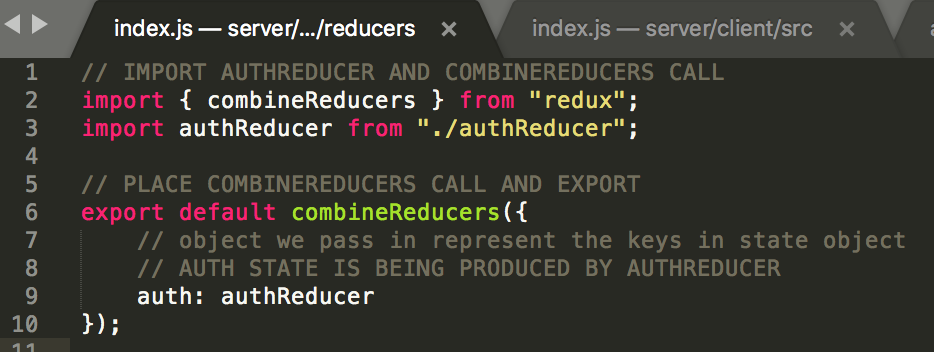 index.js — server/.../reducers ×
index.js — server/client/src ×
1 // IMPORT AUTHREDUCER AND COMBINEREDUCERS CALL
2 import { combineReducers } from "redux";
3 import authReducer from "./authReducer";
4
5 // PLACE COMBINEREDUCERS CALL AND EXPORT
6 export default combineReducers({
7     // object we pass in represent the keys in state object
8     // AUTH STATE IS BEING PRODUCED BY AUTHREDUCER
9     auth: authReducer
10 });
11